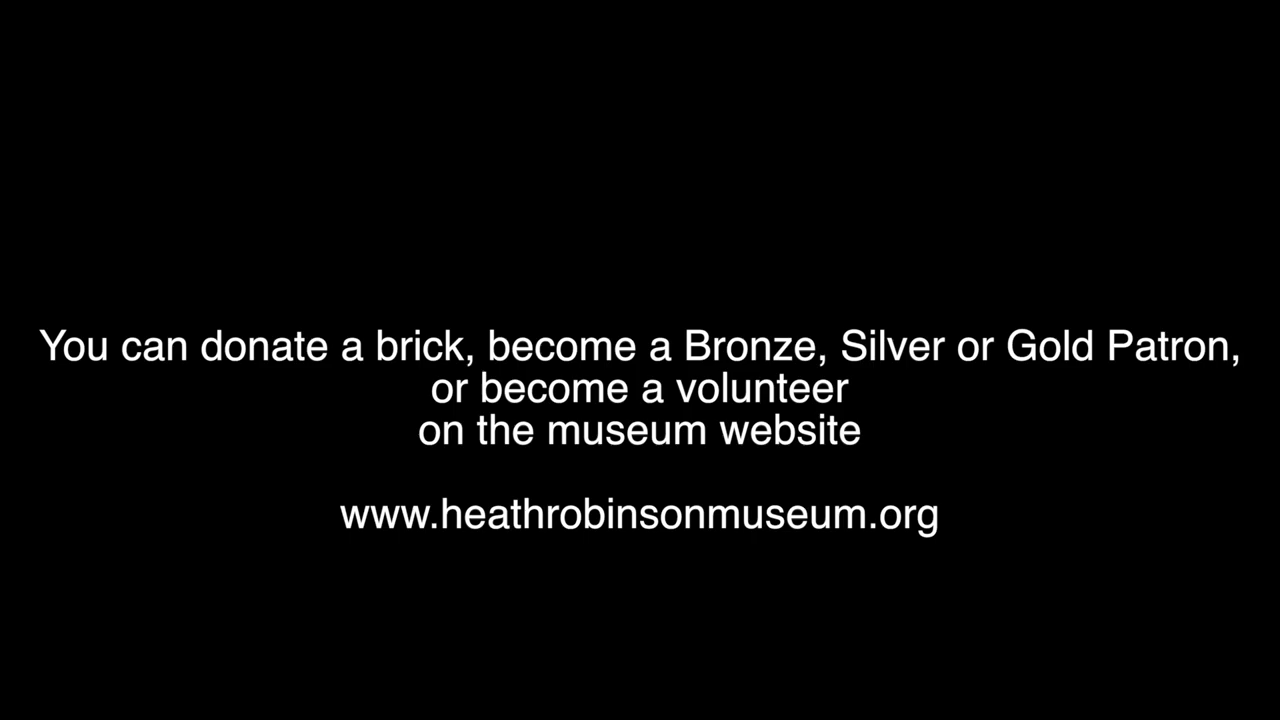 You can donate a brick, become a Bronze, Silver or Gold Patron,
or become a volunteer
on the museum website
www.heathrobinsonmuseum.org